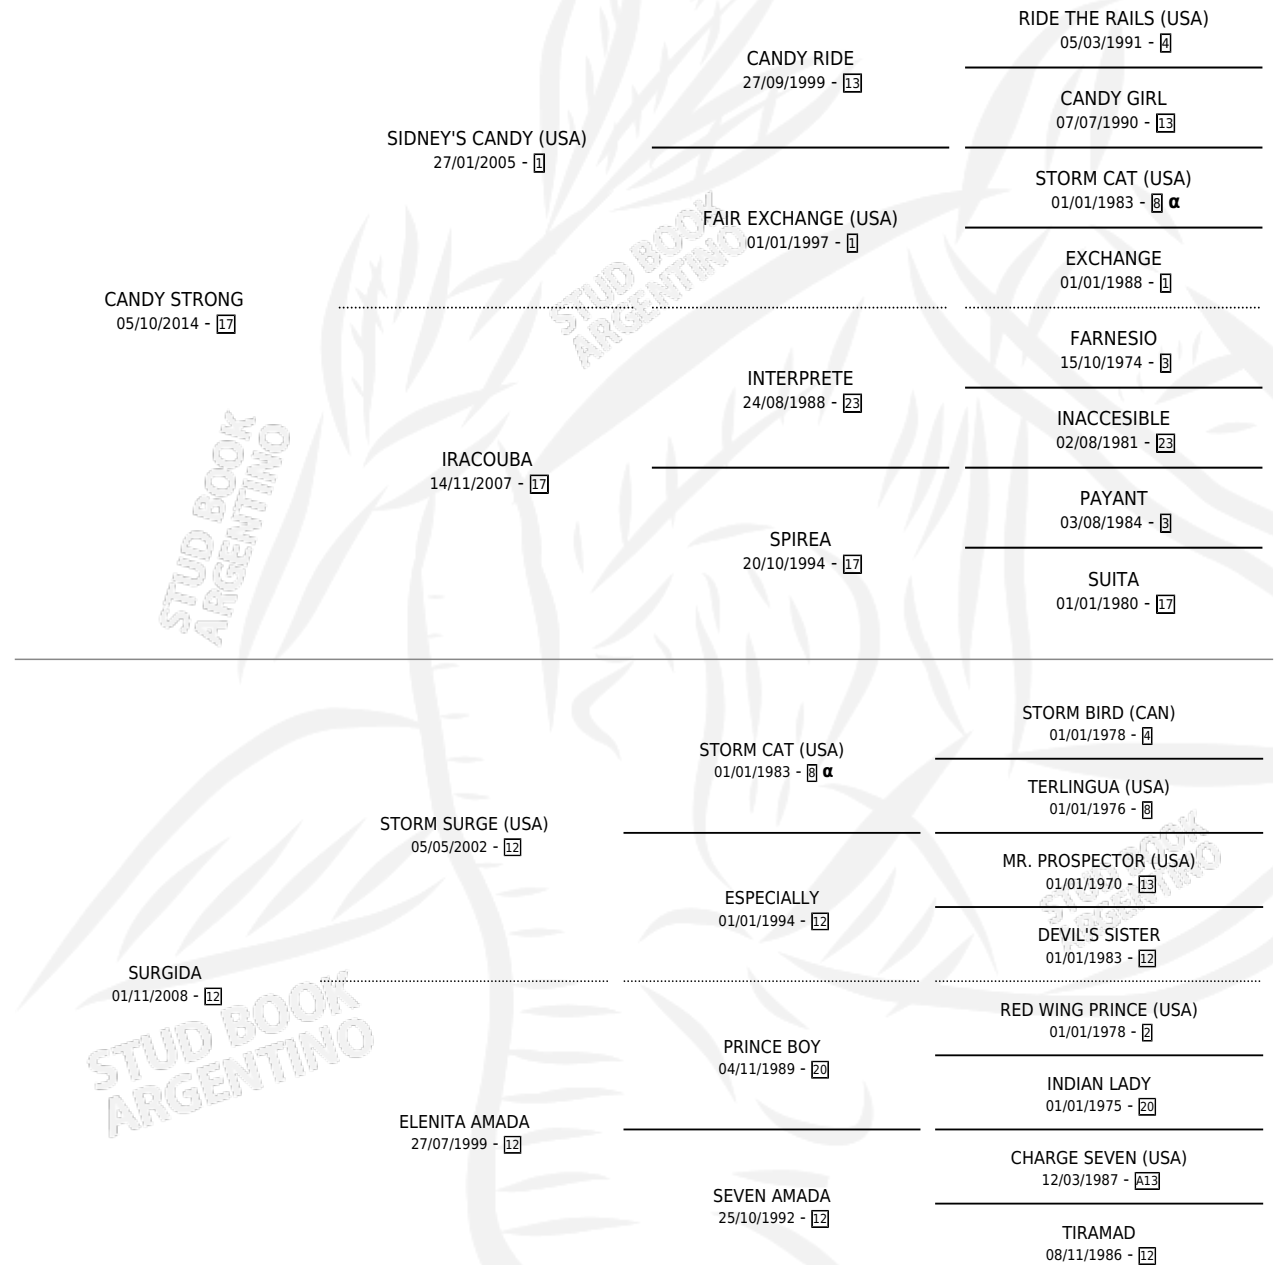 RIDE THE RAILS (USA)
05/03/1991 - 4
CANDY RIDE
27/09/1999 - 13
CANDY GIRL
07/07/1990 - 13
SIDNEY'S CANDY (USA)
27/01/2005 - 1
STORM CAT (USA)
01/01/1983 - 8 α
FAIR EXCHANGE (USA)
01/01/1997 - 1
EXCHANGE
01/01/1988 - 1
CANDY STRONG
05/10/2014 - 17
FARNESIO
15/10/1974 - 3
INTERPRETE
24/08/1988 - 23
INACCESIBLE
02/08/1981 - 23
IRACOUBA
14/11/2007 - 17
PAYANT
03/08/1984 - 3
SPIREA
20/10/1994 - 17
SUITA
01/01/1980 - 17
STUD BOOK
ARGENTINO
STUD BOOK
ARGENTINO
STORM BIRD (CAN)
01/01/1978 - 4
STORM CAT (USA)
01/01/1983 - 8 α
TERLINGUA (USA)
01/01/1976 - 8
STORM SURGE (USA)
05/05/2002 - 12
MR. PROSPECTOR (USA)
01/01/1970 - 13
ESPECIALLY
01/01/1994 - 12
DEVIL'S SISTER
01/01/1983 - 12
SURGIDA
01/11/2008 - 12
RED WING PRINCE (USA)
01/01/1978 - 2
PRINCE BOY
04/11/1989 - 20
INDIAN LADY
01/01/1975 - 20
ELENITA AMADA
27/07/1999 - 12
CHARGE SEVEN (USA)
12/03/1987 - A13
SEVEN AMADA
25/10/1992 - 12
TIRAMAD
08/11/1986 - 12
STUD BOOK
ARGENTINO
STUD BOOK
ARGENTINO